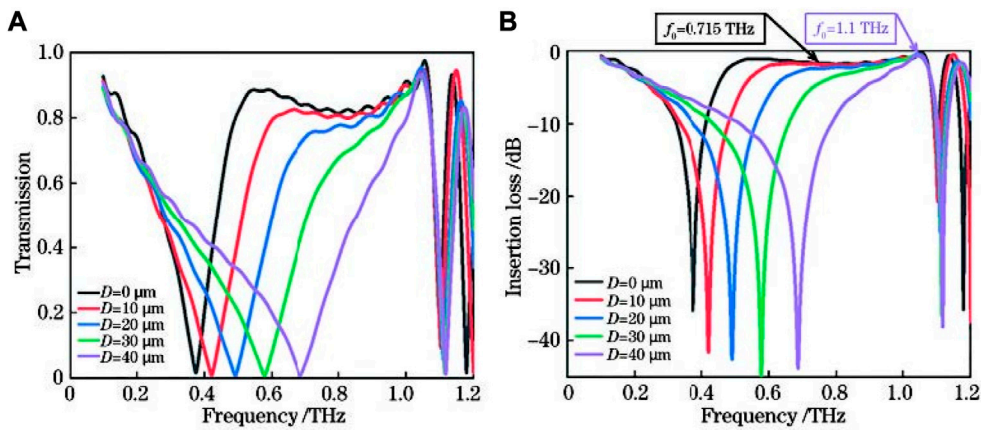 A
1.0
0.8
0.6
0.4
0.2
0
Transmission
D=0 μm
D=10 μm
D=20 μm
D=30 μm
D=40 μm
0
0.2
0.4
0.6
0.8
1.0
1.2
Frequency /THz
B
f₀=0.715 THz
f₀=1.1 THz
0
−10
−20
−30
−40
Insertion loss /dB
D=0 μm
D=10 μm
D=20 μm
D=30 μm
D=40 μm
0
0.2
0.4
0.6
0.8
1.0
1.2
Frequency /THz